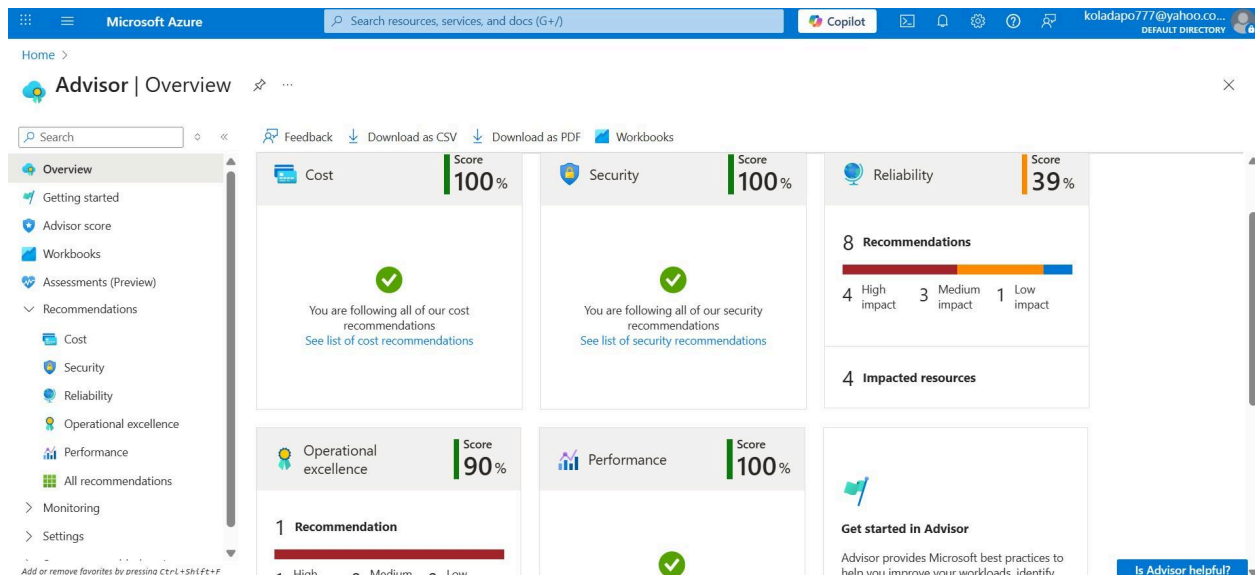 Microsoft Azure
Search resources, services, and docs (G+/)
Copilot
koladapo777@yahoo.co...
DEFAULT DIRECTORY
Home >
Advisor | Overview
...
Search
Feedback Download as CSV Download as PDF Workbooks
Overview
Getting started
Advisor score
Workbooks
Assessments (Preview)
Recommendations
Cost
Security
Reliability
Operational excellence
Performance
All recommendations
Monitoring
Settings
Add or remove favorites by pressing Ctrl+Shift+F
Cost
Score
100%
You are following all of our cost
recommendations
See list of cost recommendations
Security
Score
100%
You are following all of our security
recommendations
See list of security recommendations
Reliability
Score
39%
8 Recommendations
4 High
impact
3 Medium
impact
1 Low
impact
4 Impacted resources
Operational
excellence
Score
90%
1 Recommendation
High Medium Low
Performance
Score
100%
Get started in Advisor
Advisor provides Microsoft best practices to
help you improve your workloads, identify
Is Advisor helpful?